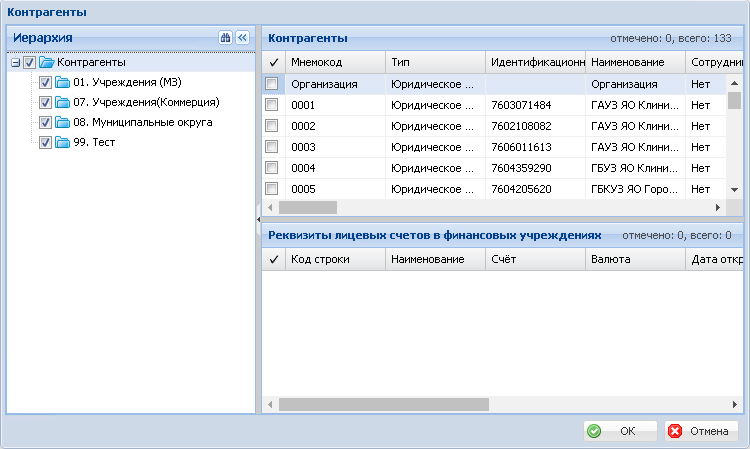 Контрагенты
Иерархия
Контрагенты
01. Учреждения (МЗ)
07. Учреждения(Коммерция)
08. Муниципальные округа
99. Тест
Контрагенты отмечено: 0, всего: 133
Мнемокод Тип Идентификационн Наименование Сотрудни
Организация Юридическое ... Организация Нет
0001 Юридическое ... 7603071484 ГАУЗ ЯО Клини... Нет
0002 Юридическое ... 7602108082 ГАУЗ ЯО Клини... Нет
0003 Юридическое ... 7606011613 ГАУЗ ЯО Клини... Нет
0004 Юридическое ... 7604359290 ГБУЗ ЯО Клини... Нет
0005 Юридическое ... 7604205620 ГБКУЗ ЯО Горо... Нет
Реквизиты лицевых счетов в финансовых учреждениях отмечено: 0, всего: 0
Код строки Наименование Счёт Валюта Дата откр
ОК Отмена